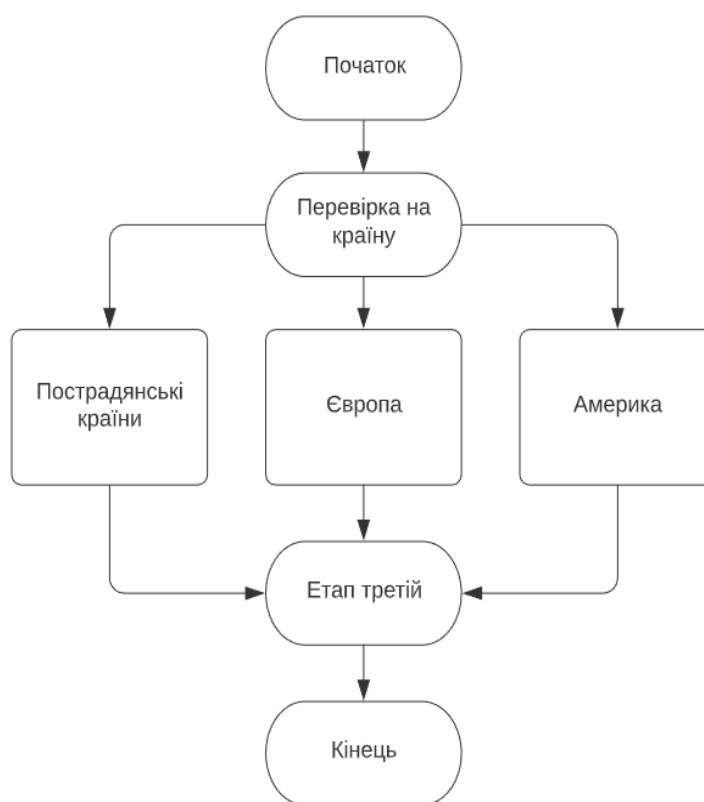 Початок
Перевірка на
країну
Пострадянські
країни
Європа
Америка
Етап третій
Кінець